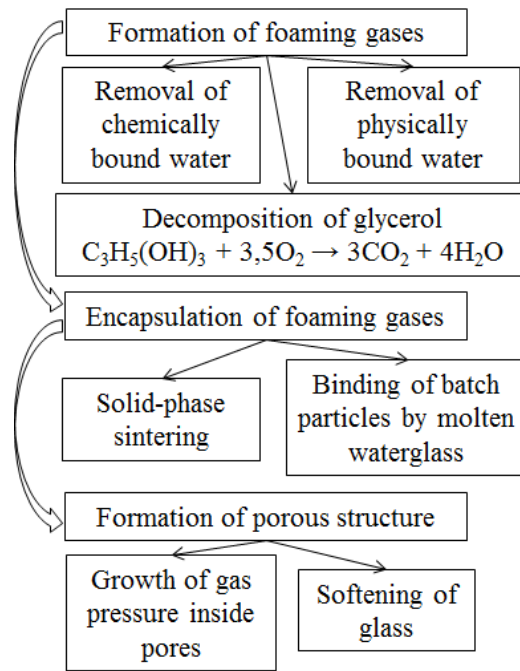 Formation of foaming gases
Removal of
chemically
bound water
Removal of
physically
bound water
Decomposition of glycerol
C₃H₅(OH)₃ + 3,5O₂ → 3CO₂ + 4H₂O
Encapsulation of foaming gases
Solid-phase
sintering
Binding of batch
particles by molten
waterglass
Formation of porous structure
Growth of gas
pressure inside
pores
Softening of
glass